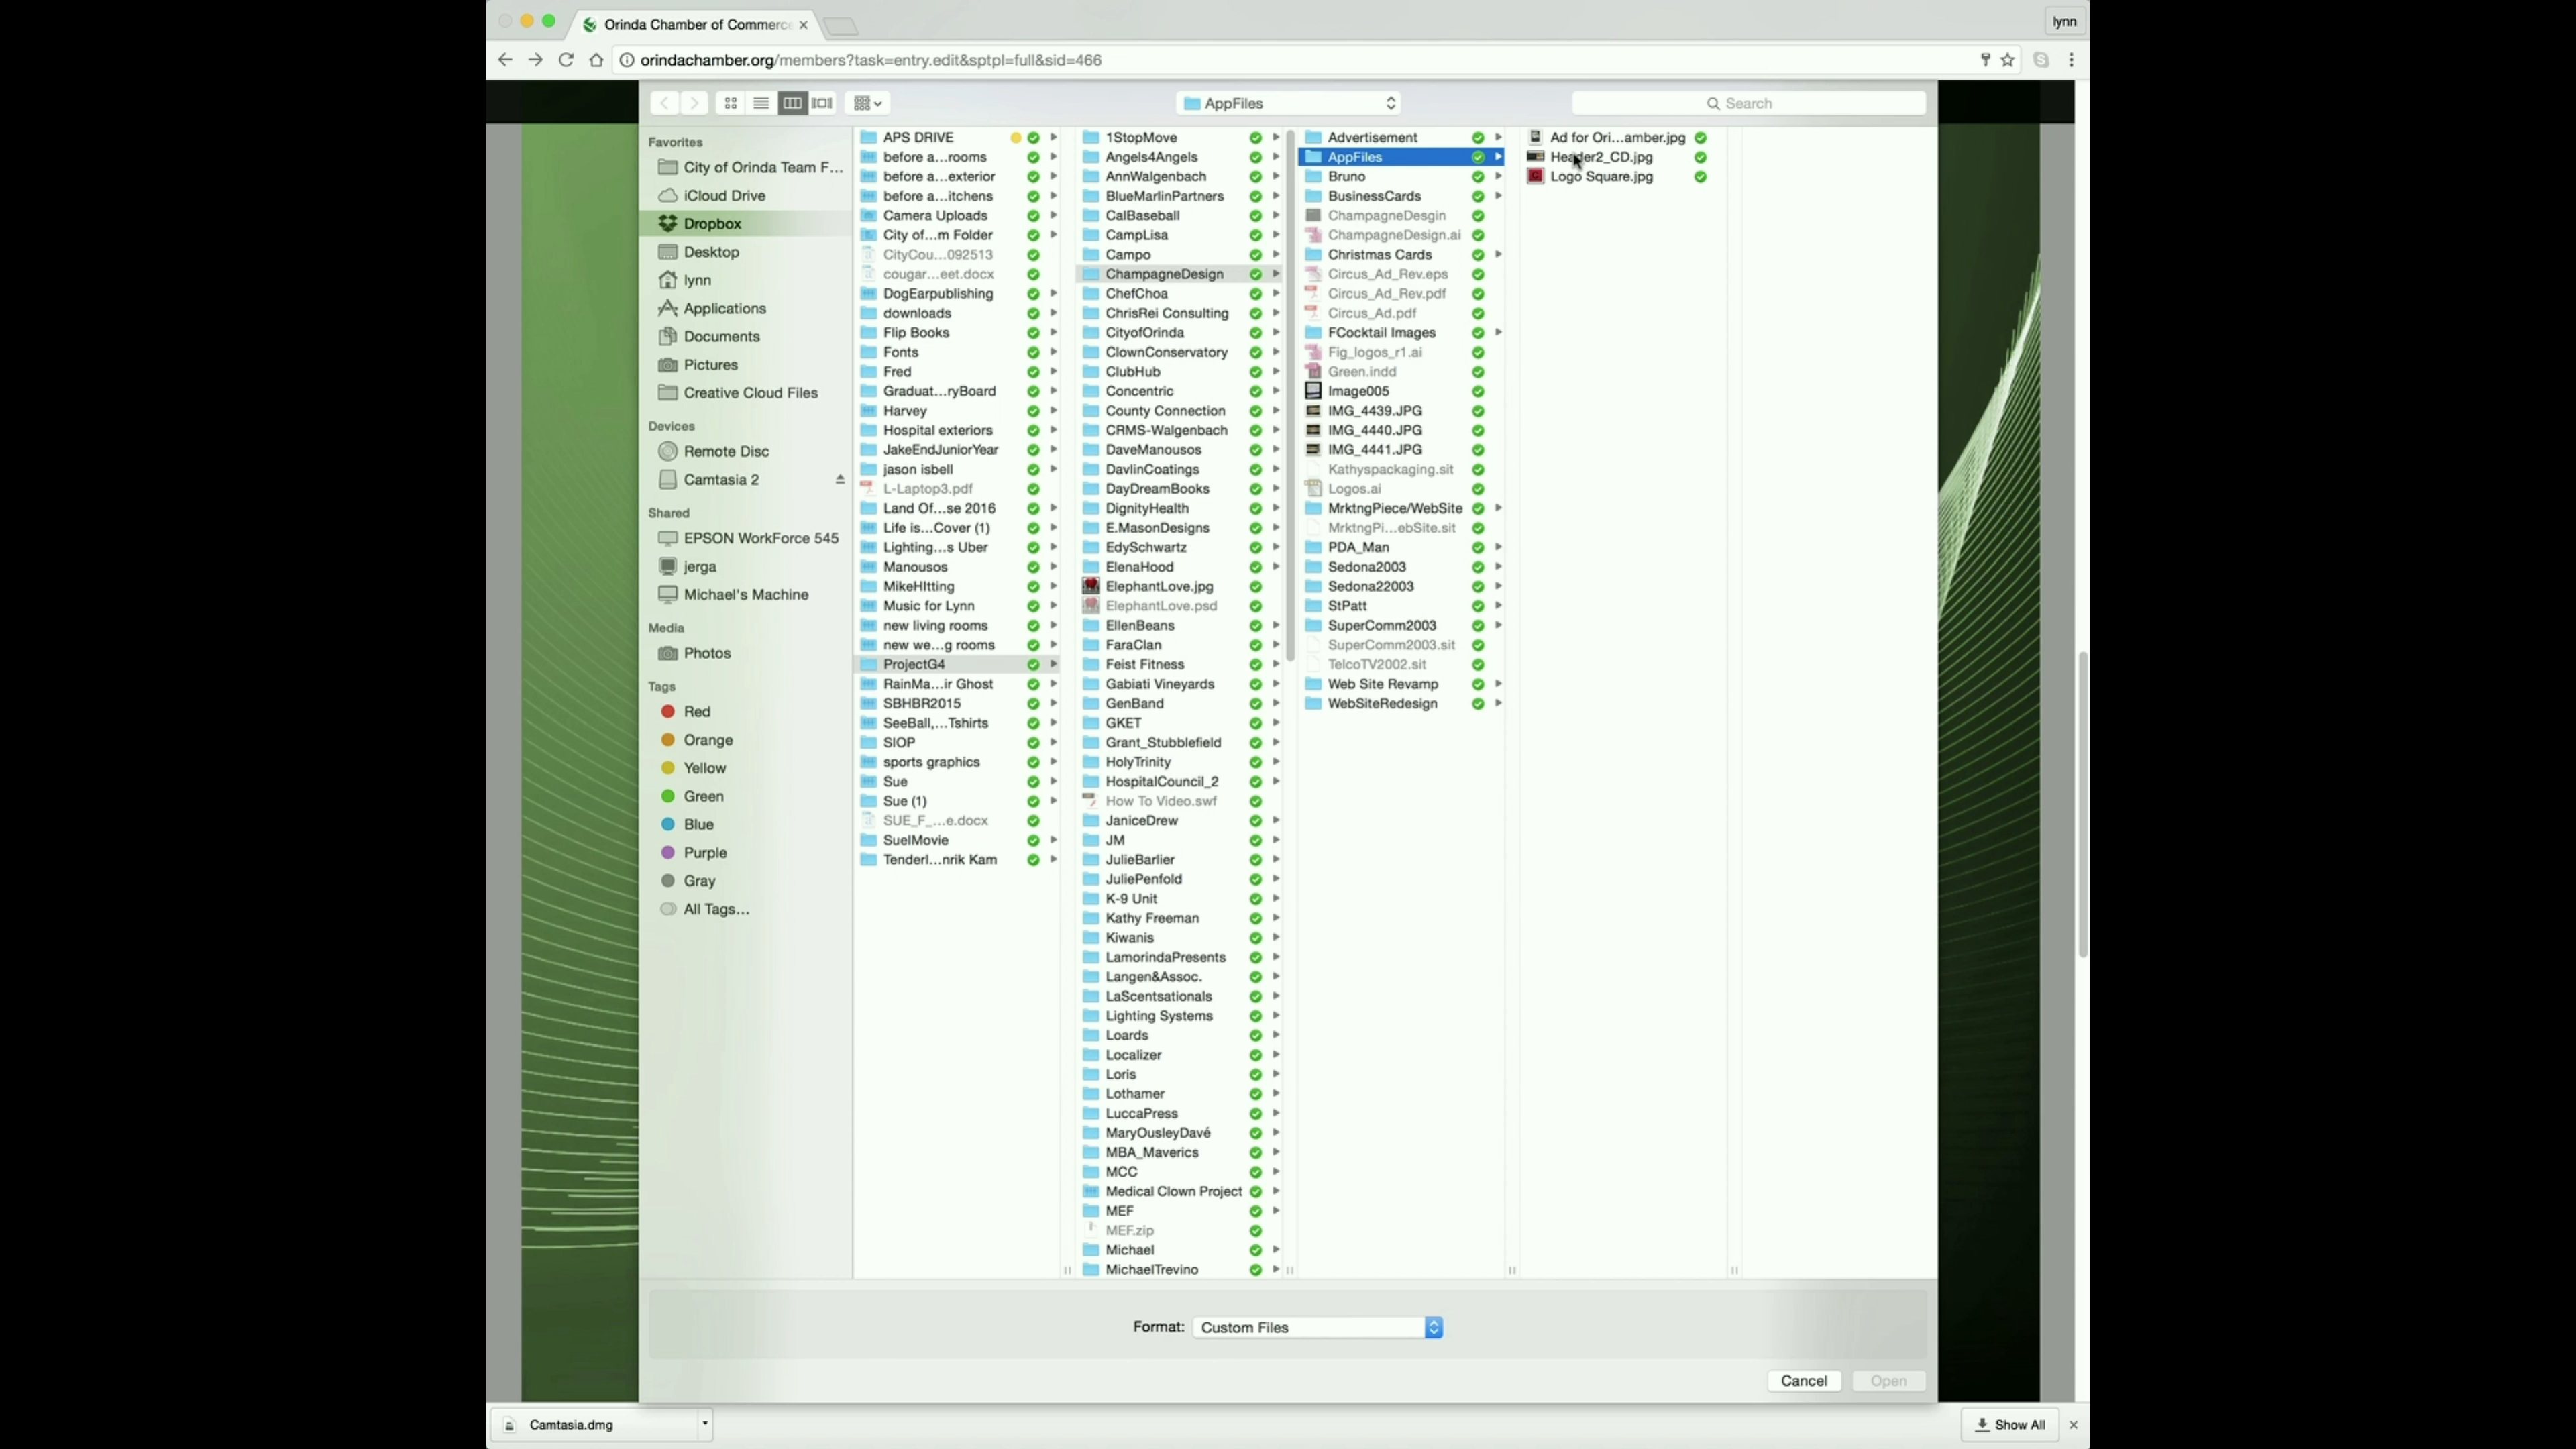 Orinda Chamber of Commerce
lynn
orindachamber.org/members?task=entry.edit&sptpl=full&sid=466
AppFiles
Search
Favorites
City of Orinda Team F...
iCloud Drive
Dropbox
Desktop
lynn
Applications
Documents
Pictures
Creative Cloud Files
Devices
Remote Disc
Camtasia 2
Shared
EPSON WorkForce 545
jerga
Michael's Machine
Media
Photos
Tags
Red
Orange
Yellow
Green
Blue
Purple
Gray
All Tags...
APS DRIVE
before a...rooms
before a...exterior
before a...itchens
Camera Uploads
City of...m Folder
CityCou...092513
cougar...eet.docx
DogEarpublishing
downloads
Flip Books
Fonts
Fred
Graduat...ryBoard
Harvey
Hospital exteriors
JakeEndJuniorYear
jason isbell
L-Laptop3.pdf
Land Of...se 2016
Life is...Cover (1)
Lighting...s Uber
Manousos
MikeHItting
Music for Lynn
new living rooms
new we...g rooms
ProjectG4
RainMa...ir Ghost
SBHBR2015
SeeBall,...Tshirts
SIOP
sports graphics
Sue
Sue (1)
SUE_F_...e.docx
SueIMovie
Tenderl...nrik Kam
1StopMove
Angels4Angels
AnnWalgenbach
BlueMarlinPartners
CalBaseball
CampLisa
Campo
ChampagneDesign
ChefChoa
ChrisRei Consulting
CityofOrinda
ClownConservatory
ClubHub
Concentric
County Connection
CRMS-Walgenbach
DaveManousos
DavlinCoatings
DayDreamBooks
DignityHealth
E.MasonDesigns
EdySchwartz
ElenaHood
ElephantLove.jpg
ElephantLove.psd
EllenBeans
FaraClan
Feist Fitness
Gabiati Vineyards
GenBand
GKET
Grant_Stubblefield
HolyTrinity
HospitalCouncil_2
How To Video.swf
JaniceDrew
JM
JulieBarlier
JuliePenfold
K-9 Unit
Kathy Freeman
Kiwanis
LamorindaPresents
Langen&Assoc.
LaScentsationals
Lighting Systems
Loards
Localizer
Loris
Lothamer
LuccaPress
MaryOusleyDavé
MBA_Maverics
MCC
Medical Clown Project
MEF
MEF.zip
Michael
MichaelTrevino
Advertisement
AppFiles
Bruno
BusinessCards
ChampagneDesgin
ChampagneDesign.ai
Christmas Cards
Circus_Ad_Rev.eps
Circus_Ad_Rev.pdf
Circus_Ad.pdf
FCocktail Images
Fig_logos_r1.ai
Green.indd
Image005
IMG_4439.JPG
IMG_4440.JPG
IMG_4441.JPG
Kathyspackaging.sit
Logos.ai
MrktngPiece/WebSite
MrktngPi...ebSite.sit
PDA_Man
Sedona2003
Sedona22003
StPatt
SuperComm2003
SuperComm2003.sit
TelcoTV2002.sit
Web Site Revamp
WebSiteRedesign
Ad for Ori...amber.jpg
Header2_CD.jpg
Logo Square.jpg
Format: Custom Files
Cancel
Open
Camtasia.dmg
Show All